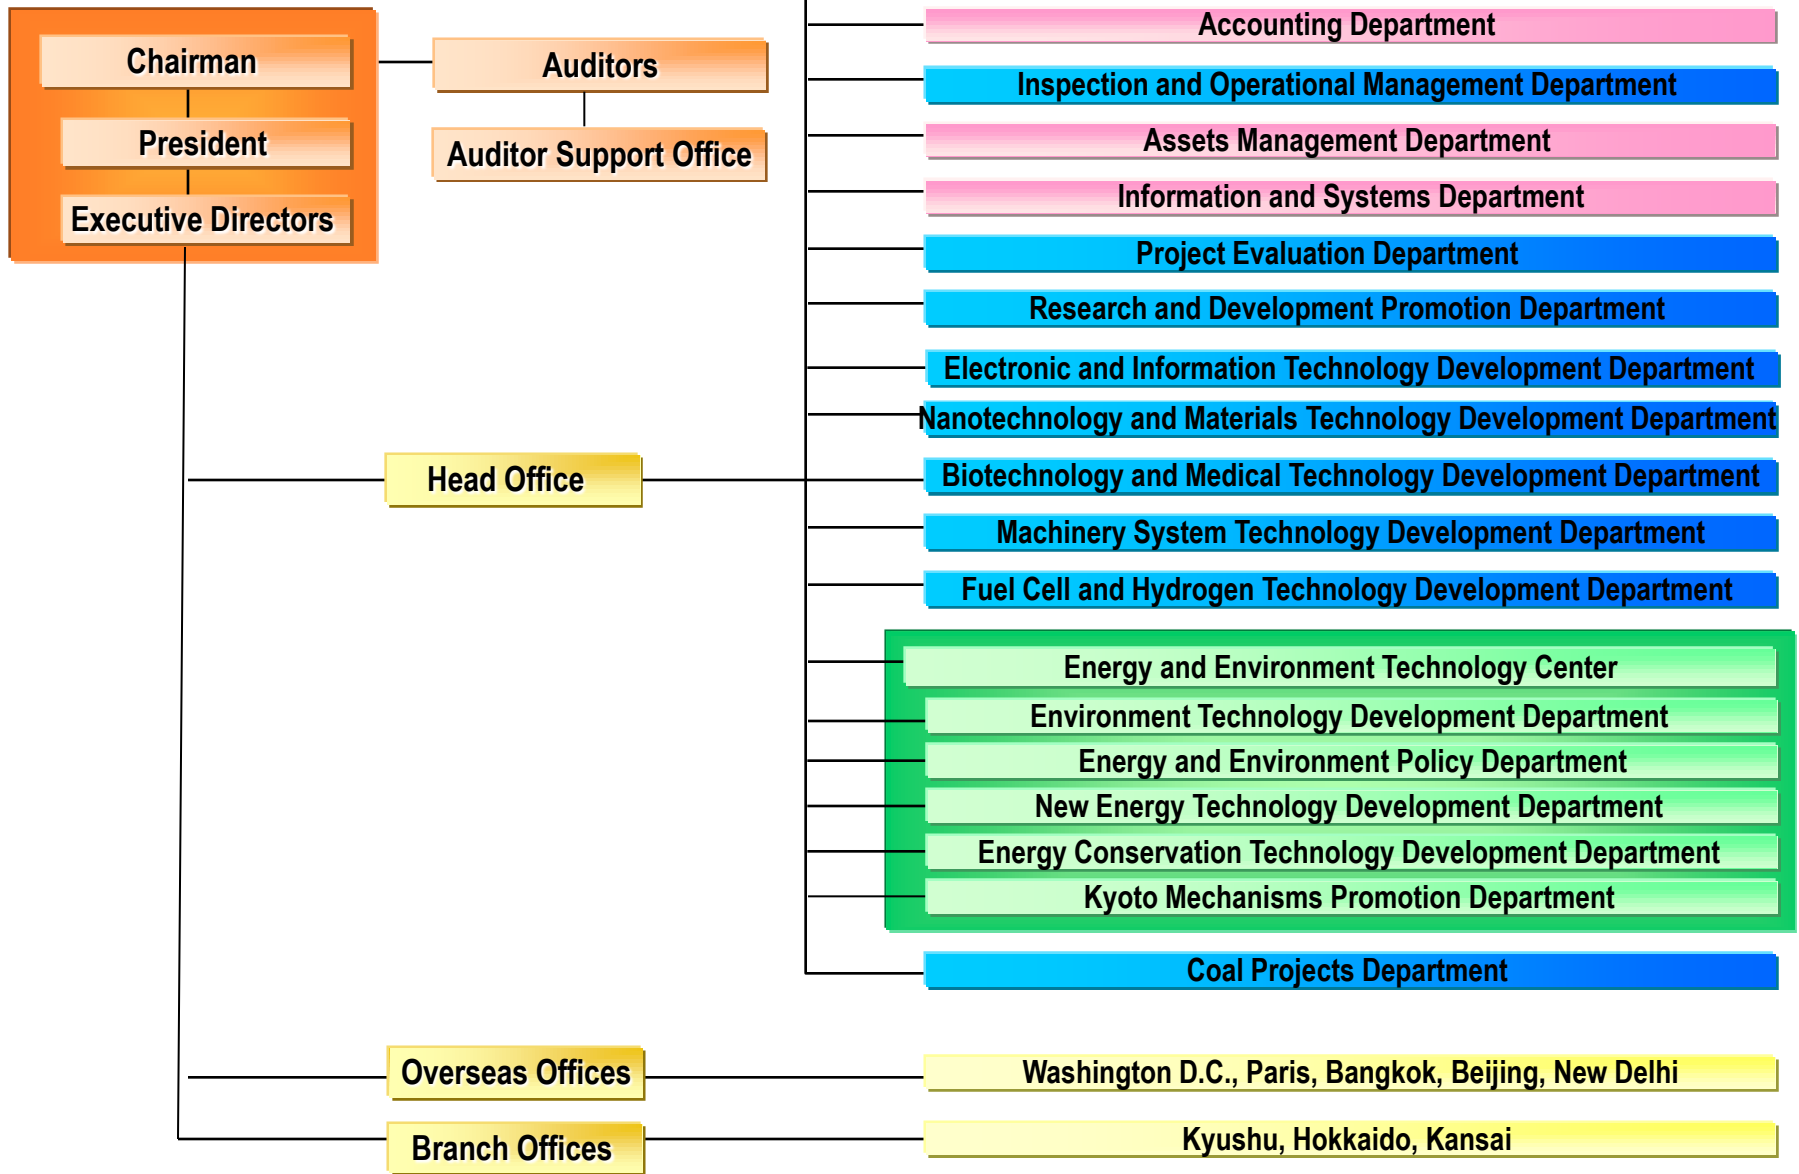 Chairman
President
Executive Directors
Auditors
Auditor Support Office
Accounting Department
Inspection and Operational Management Department
Assets Management Department
Information and Systems Department
Project Evaluation Department
Research and Development Promotion Department
Electronic and Information Technology Development Department
Nanotechnology and Materials Technology Development Department
Head Office
Biotechnology and Medical Technology Development Department
Machinery System Technology Development Department
Fuel Cell and Hydrogen Technology Development Department
Energy and Environment Technology Center
Environment Technology Development Department
Energy and Environment Policy Department
New Energy Technology Development Department
Energy Conservation Technology Development Department
Kyoto Mechanisms Promotion Department
Coal Projects Department
Overseas Offices
Washington D.C., Paris, Bangkok, Beijing, New Delhi
Branch Offices
Kyushu, Hokkaido, Kansai